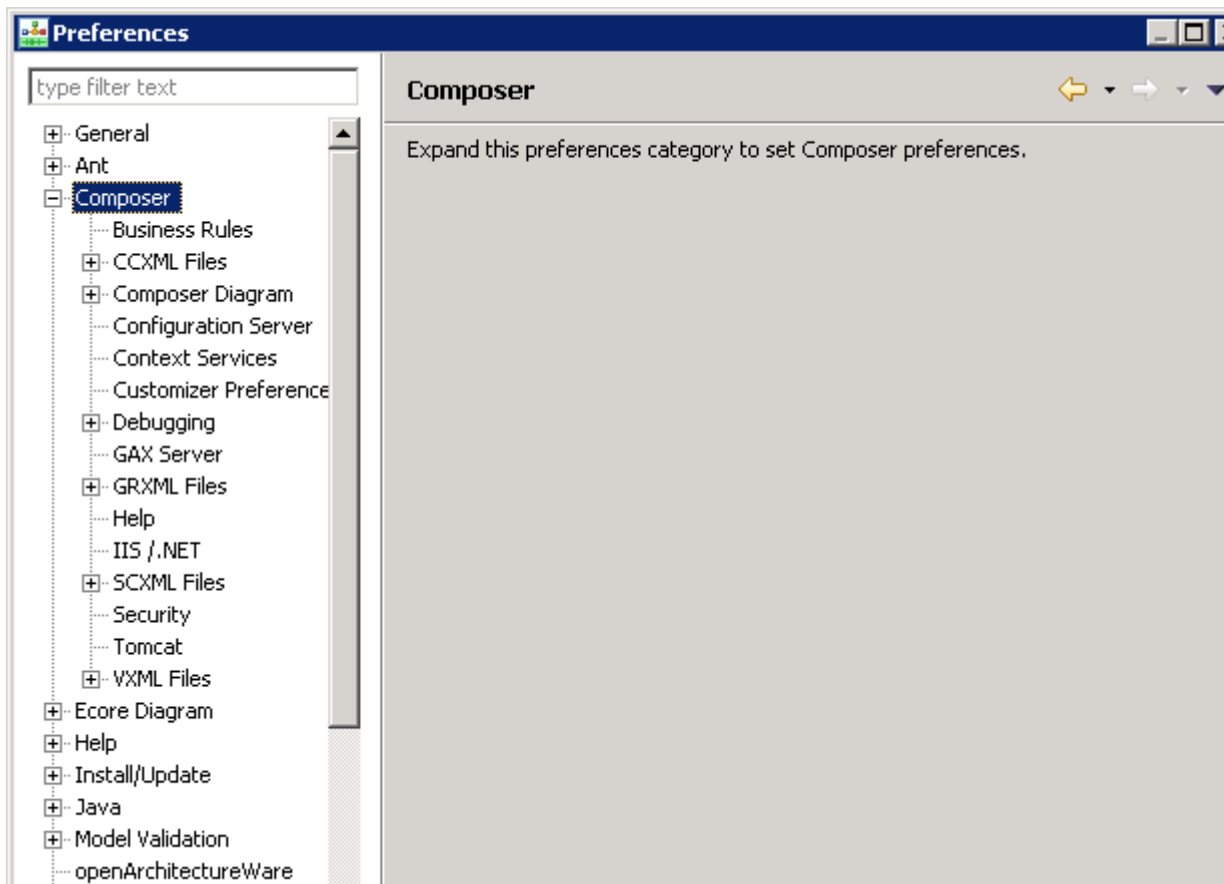 Preferences
type filter text
Composer
General
Expand this preferences category to set Composer preferences.
Ant
Composer
Business Rules
CCXML Files
Composer Diagram
Configuration Server
Context Services
Customizer Preference
Debugging
GAX Server
GRXML Files
Help
IIS /.NET
SCXML Files
Security
Tomcat
VXML Files
Ecore Diagram
Help
Install/Update
Java
Model Validation
openArchitectureWare